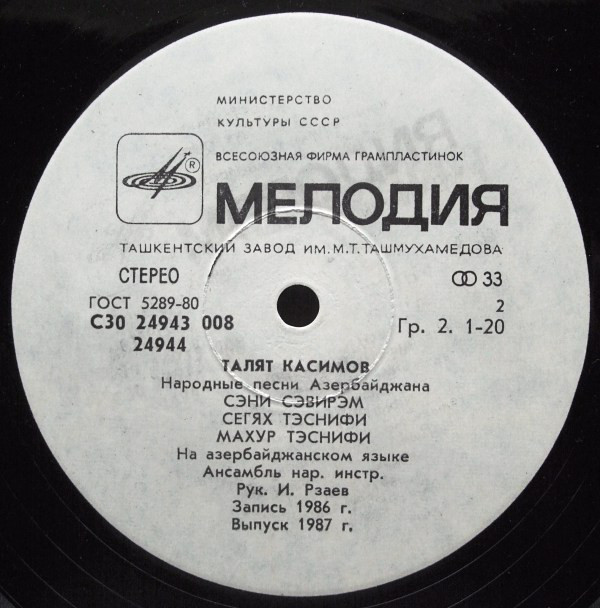 МИНИСТЕРСТВО
КУЛЬТУРЫ СССР
ВСЕСОЮЗНАЯ ФИРМА ГРАМПЛАСТИНОК
®
МЕЛОДИЯ
ТАШКЕНТСКИЙ ЗАВОД ИМ. М.Т. ТАШМУХАМЕДОВА
СТЕРЕО
33
ГОСТ 5289-80
2
С30 24943 008
Гр. 2. 1-20
24944
ТАЛЯТ КАСИМОВ
Народные песни Азербайджана
СЭНИ СЭВИРЭМ
СЕГЯХ ТЭСНИФИ
МАХУР ТЭСНИФИ
На азербайджанском языке
Ансамбль нар. инстр.
Рук. И. Рзаев
Запись 1986 г.
Выпуск 1987 г.